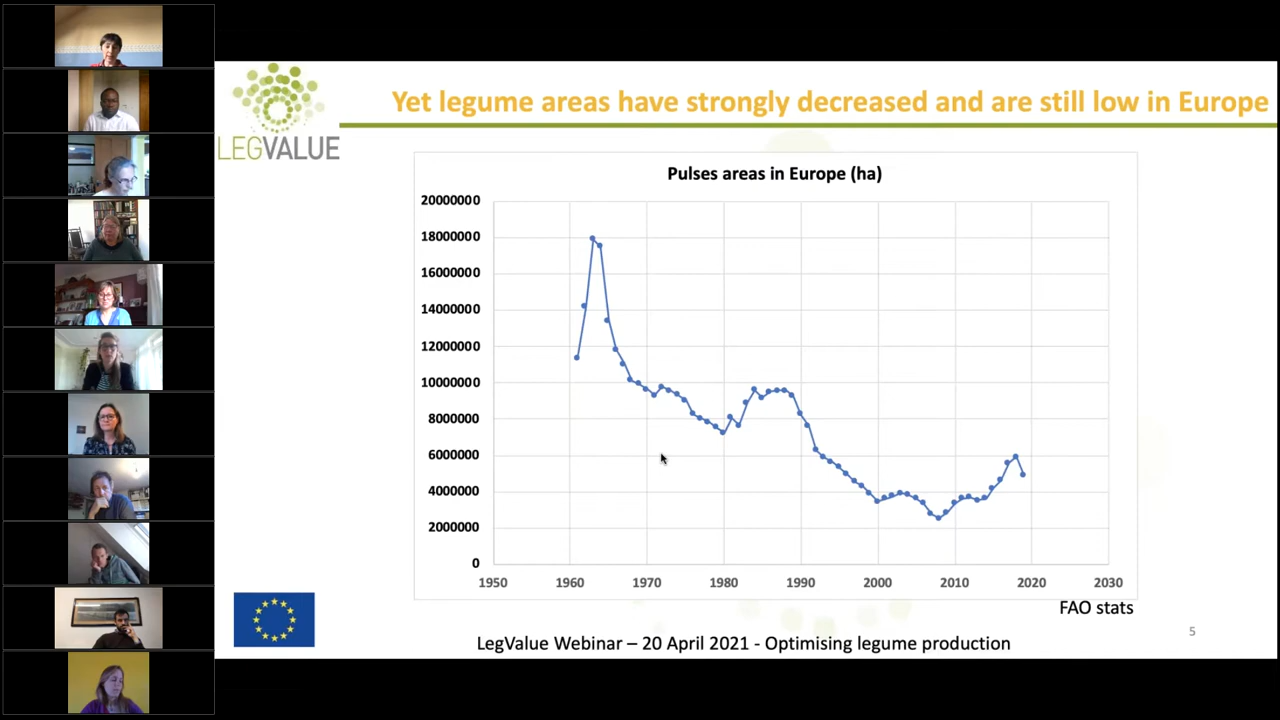 Yet legume areas have strongly decreased and are still low in Europe
LEGVALUE
Pulses areas in Europe (ha)
20000000
18000000
16000000
14000000
12000000
10000000
8000000
6000000
4000000
2000000
0
1950 1960 1970 1980 1990 2000 2010 2020 2030
FAO stats
5
LegValue Webinar – 20 April 2021 - Optimising legume production